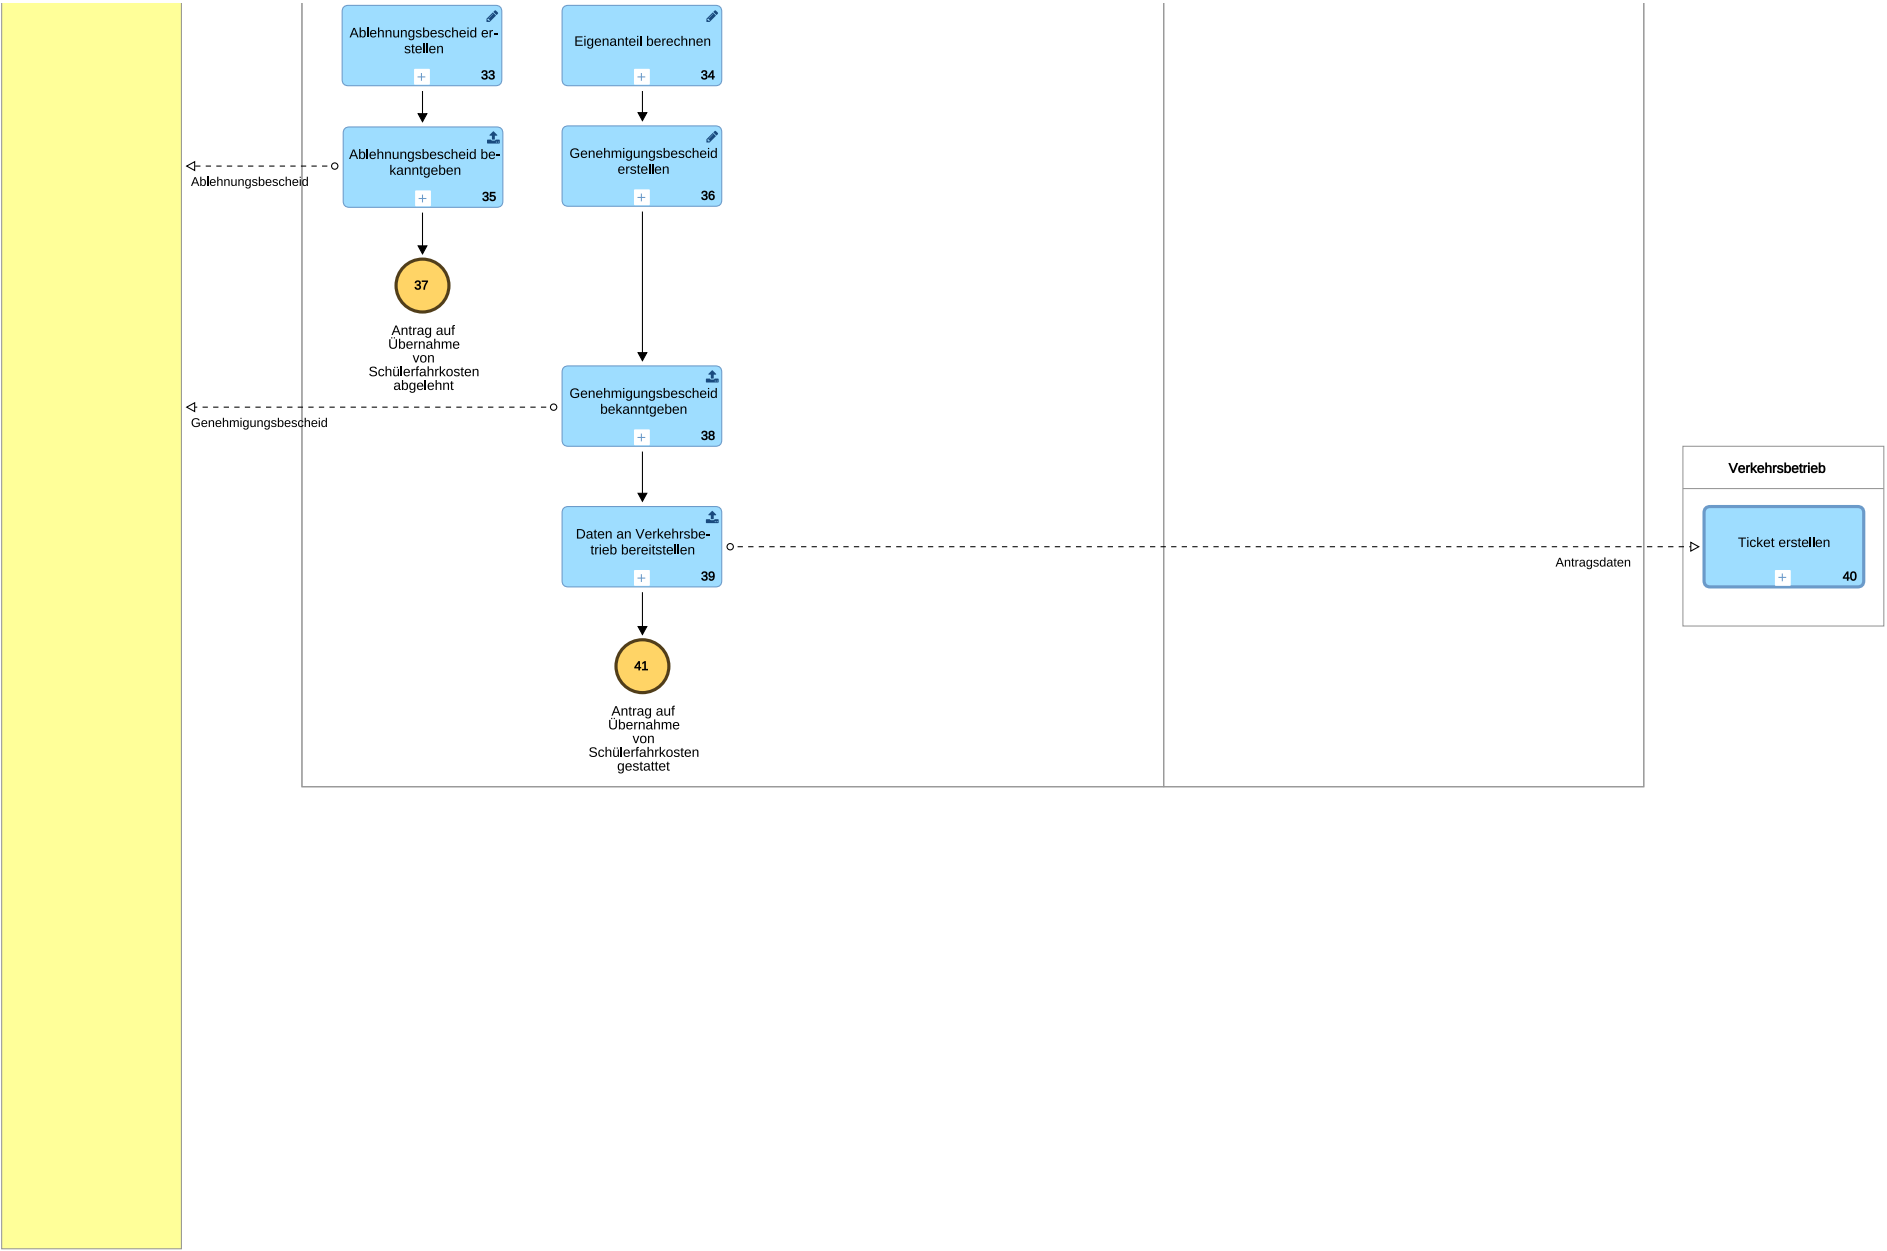 Ablehnungsbescheid er-
stellen
33
Eigenanteil berechnen
34
Ablehnungsbescheid be-
kanntgeben
35
Genehmigungsbescheid
erstellen
36
Ablehnungsbescheid
37
Antrag auf
Übernahme
von
Schülerfahrkosten
abgelehnt
Genehmigungsbescheid
bekanntgeben
38
Genehmigungsbescheid
Verkehrsbetrieb
Daten an Verkehrsbe-
trieb bereitstellen
39
Antragsdaten
Ticket erstellen
40
41
Antrag auf
Übernahme
von
Schülerfahrkosten
gestattet